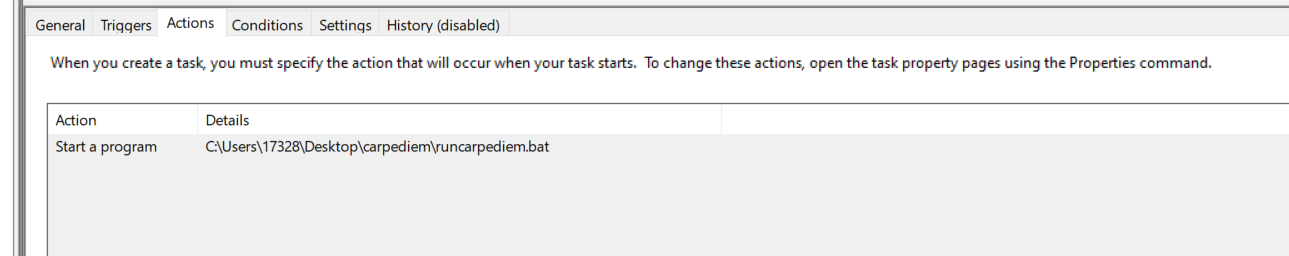 General Triggers Actions Conditions Settings History (disabled)
When you create a task, you must specify the action that will occur when your task starts.  To change these actions, open the task property pages using the Properties command.
Action Details
Start a program C:\Users\17328\Desktop\carpediem\runcarpediem.bat